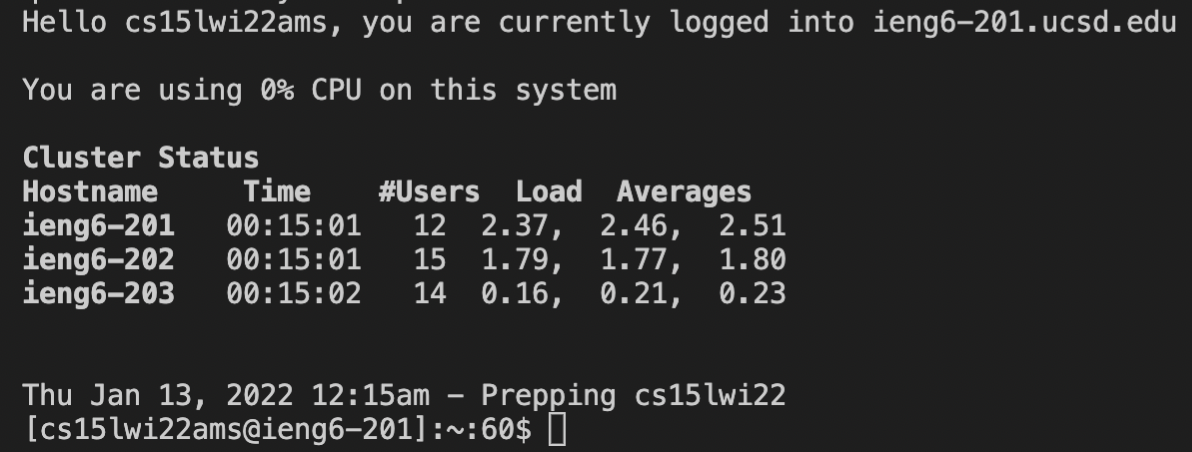 Hello cs15lwi22ams, you are currently logged into ieng6-201.ucsd.edu
You are using 0% CPU on this system
Cluster Status
Hostname     Time    #Users  Load  Averages
ieng6-201   00:15:01   12  2.37,  2.46,  2.51
ieng6-202   00:15:01   15  1.79,  1.77,  1.80
ieng6-203   00:15:02   14  0.16,  0.21,  0.23
Thu Jan 13, 2022 12:15am - Prepping cs15lwi22
[cs15lwi22ams@ieng6-201]:~:60$